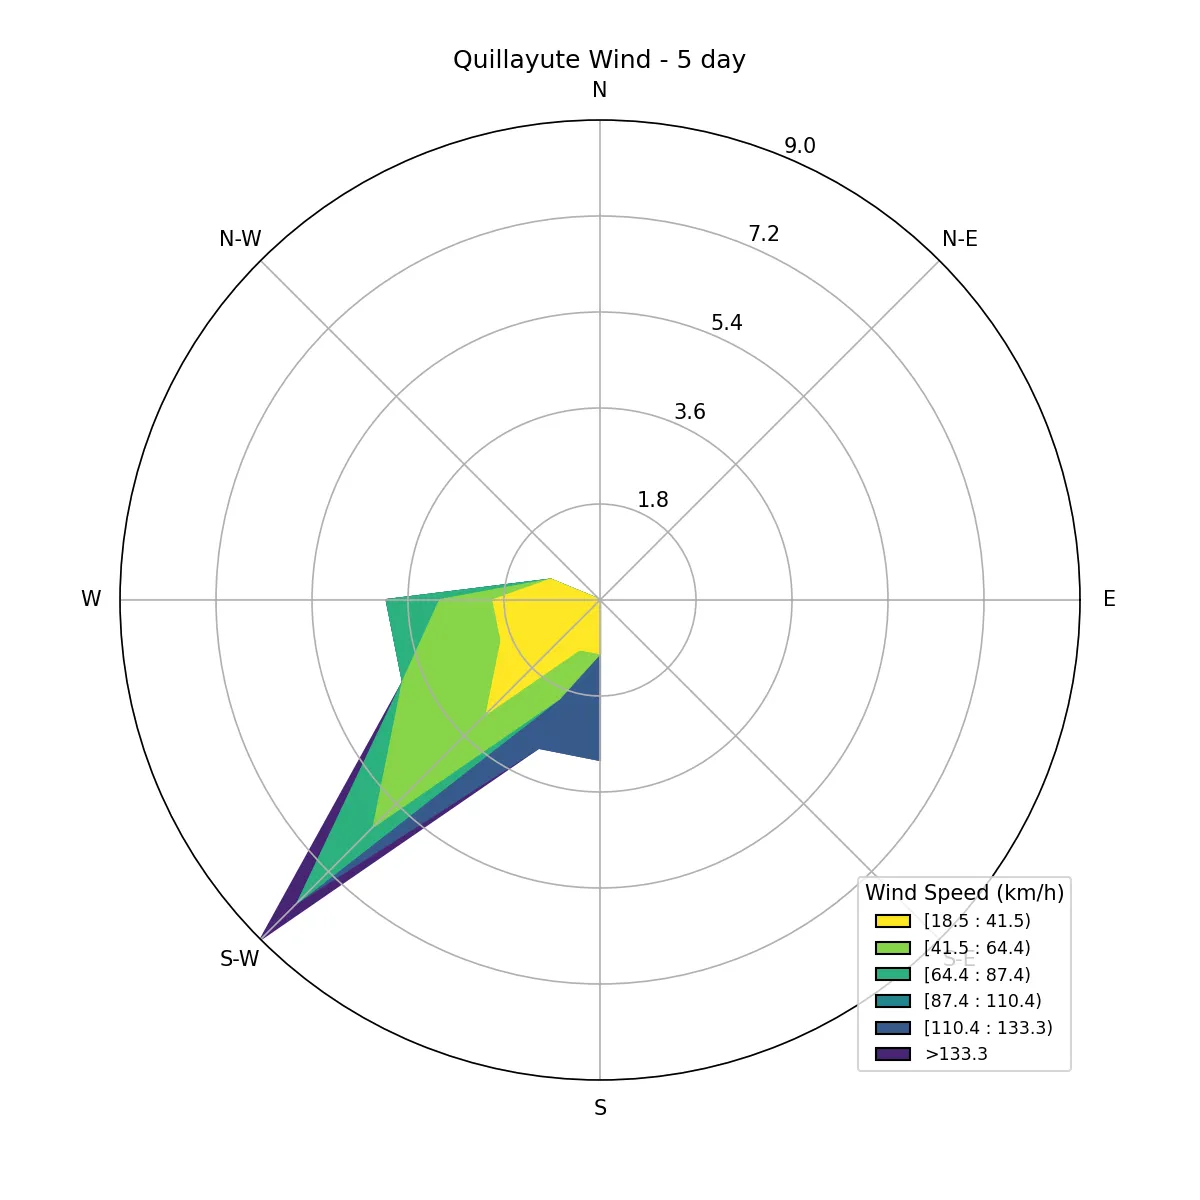 Quillayute Wind - 5 day
N
9.0
N-W
N-E
7.2
5.4
3.6
1.8
W
E
S-W
S-E
Wind Speed (km/h)
[18.5 : 41.5)
[41.5 : 64.4)
[64.4 : 87.4)
[87.4 : 110.4)
[110.4 : 133.3)
>133.3
S